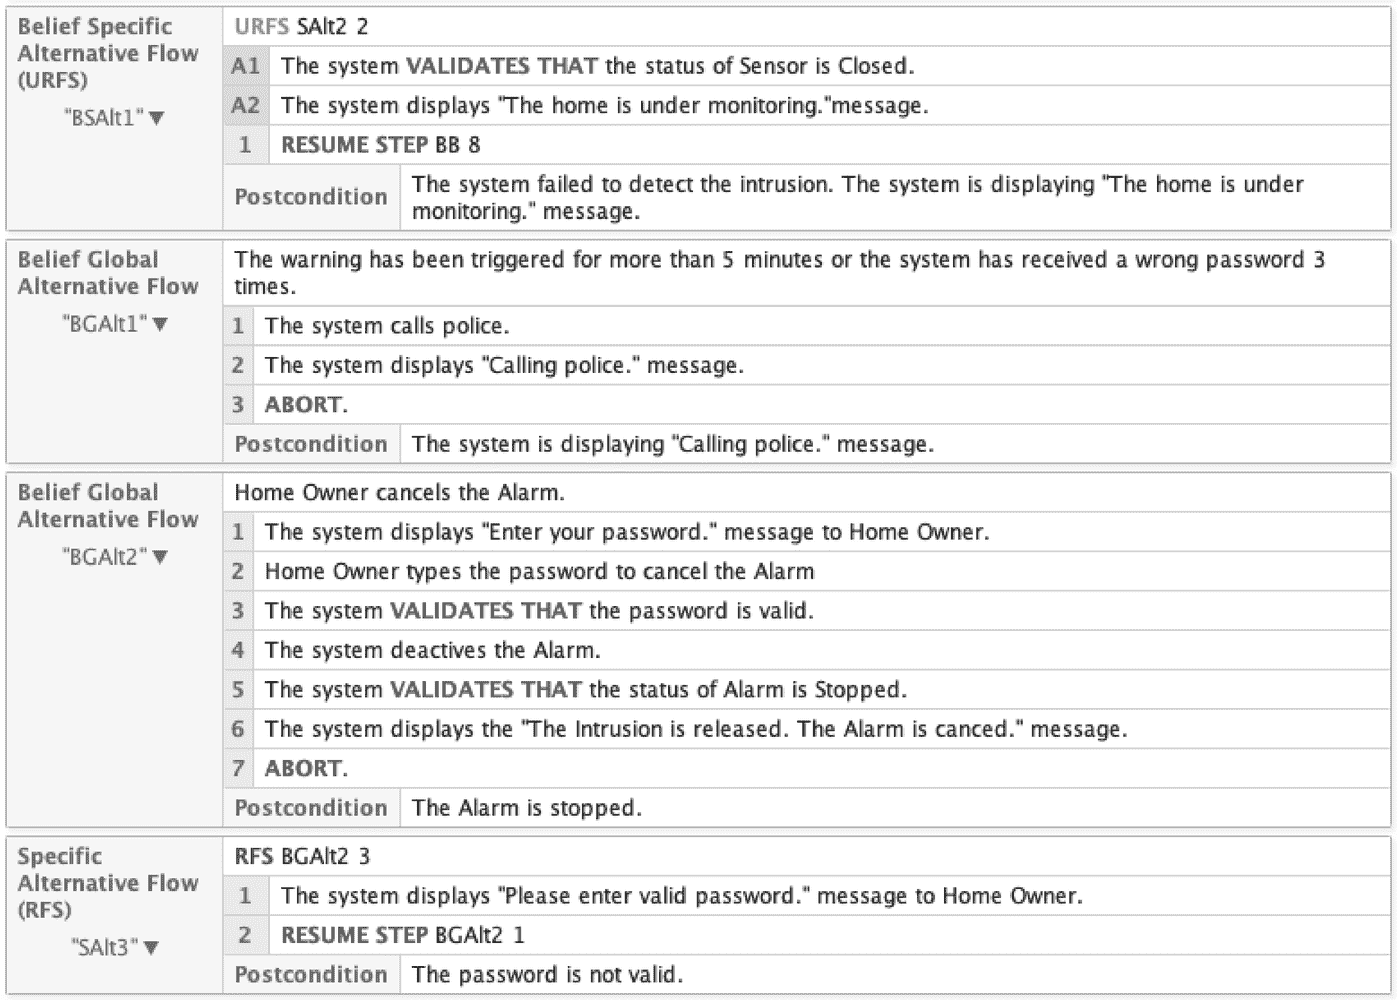 Belief Specific
Alternative Flow
(URFS)
"BSAlt1" ▼
URFS SAlt2 2
A1 The system VALIDATES THAT the status of Sensor is Closed.
A2 The system displays "The home is under monitoring."message.
1 RESUME STEP BB 8
Postcondition
The system failed to detect the intrusion. The system is displaying "The home is under
monitoring." message.
Belief Global
Alternative Flow
"BGAlt1" ▼
The warning has been triggered for more than 5 minutes or the system has received a wrong password 3
times.
1 The system calls police.
2 The system displays "Calling police." message.
3 ABORT.
Postcondition The system is displaying "Calling police." message.
Belief Global
Alternative Flow
"BGAlt2" ▼
Home Owner cancels the Alarm.
1 The system displays "Enter your password." message to Home Owner.
2 Home Owner types the password to cancel the Alarm
3 The system VALIDATES THAT the password is valid.
4 The system deactives the Alarm.
5 The system VALIDATES THAT the status of Alarm is Stopped.
6 The system displays the "The Intrusion is released. The Alarm is canced." message.
7 ABORT.
Postcondition The Alarm is stopped.
Specific
Alternative Flow
(RFS)
"SAlt3" ▼
RFS BGAlt2 3
1 The system displays "Please enter valid password." message to Home Owner.
2 RESUME STEP BGAlt2 1
Postcondition The password is not valid.